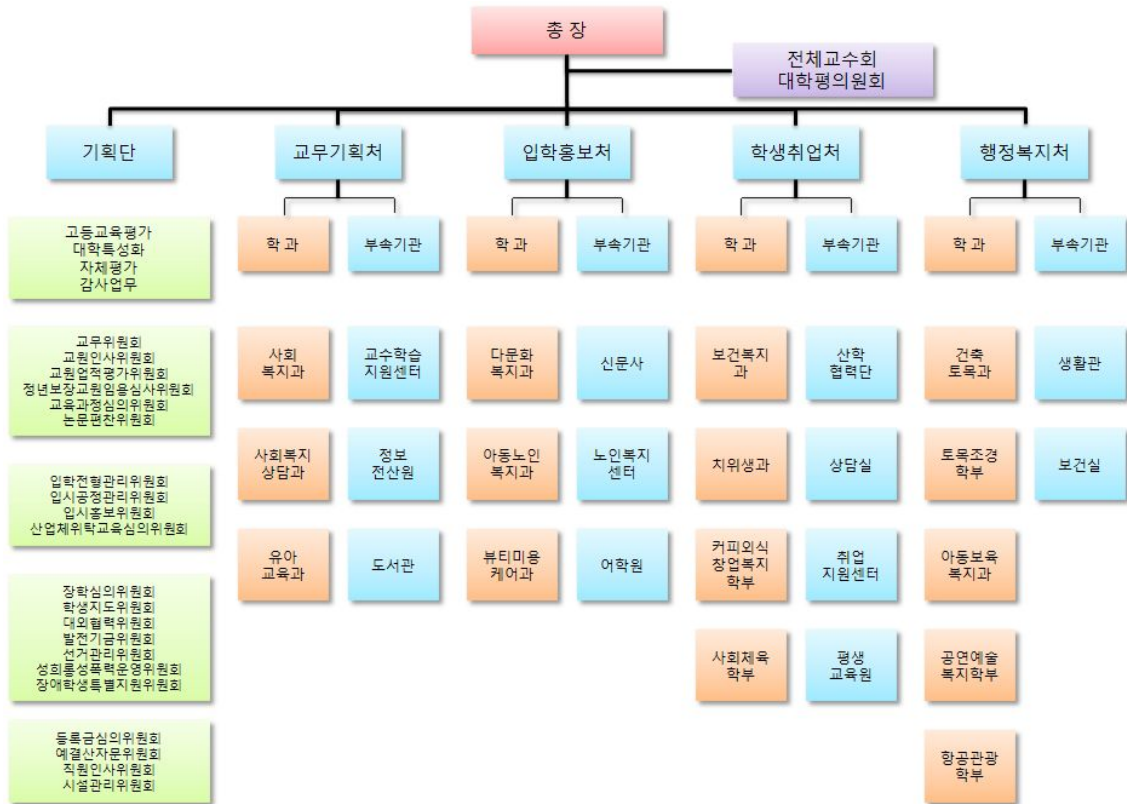 총 장
전체교수회
대학평의원회
기획단
교무기획처
입학홍보처
학생취업처
행정복지처
고등교육평가
대학특성화
자체평가
감사업무
학 과
부속기관
학 과
부속기관
학 과
부속기관
학 과
부속기관
교무위원회
교원인사위원회
교원업적평가위원회
정년보장교원임용심사위원회
교육과정심의위원회
논문편찬위원회
사회
복지과
교수학습
지원센터
다문화
복지과
신문사
보건복지
과
산학
협력단
건축
토목과
생활관
입학전형관리위원회
입시공정관리위원회
입시홍보위원회
산업체위탁교육심의위원회
사회복지
상담과
정보
전산원
아동노인
복지과
노인복지
센터
치위생과
상담실
토목조경
학부
보건실
유아
교육과
도서관
뷰티미용
케어과
어학원
커피외식
창업복지
학부
취업
지원센터
아동보육
복지과
장학심의위원회
학생지도위원회
대외협력위원회
발전기금위원회
선거관리위원회
성희롱성폭력운영위원회
장애학생특별지원위원회
사회체육
학부
평생
교육원
공연예술
복지학부
등록금심의위원회
예결산자문위원회
직원인사위원회
시설관리위원회
항공관광
학부